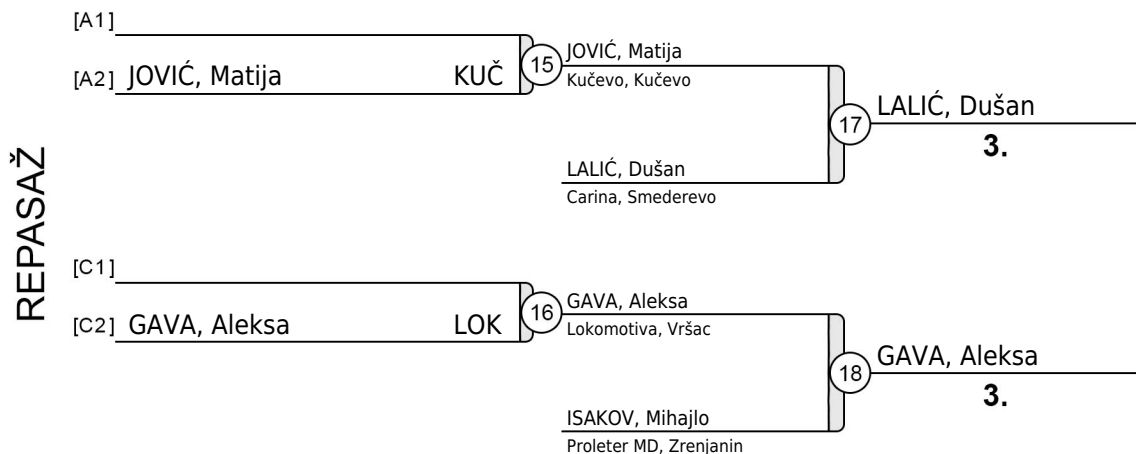 REPASAŽ
[A1]
[A2] JOVIĆ, Matija KUČ
15
JOVIĆ, Matija
Kučevo, Kučevo
17
LALIĆ, Dušan
3.
LALIĆ, Dušan
Carina, Smederevo
[C1]
[C2] GAVA, Aleksa LOK
16
GAVA, Aleksa
Lokomotiva, Vršac
18
GAVA, Aleksa
3.
ISAKOV, Mihajlo
Proleter MD, Zrenjanin